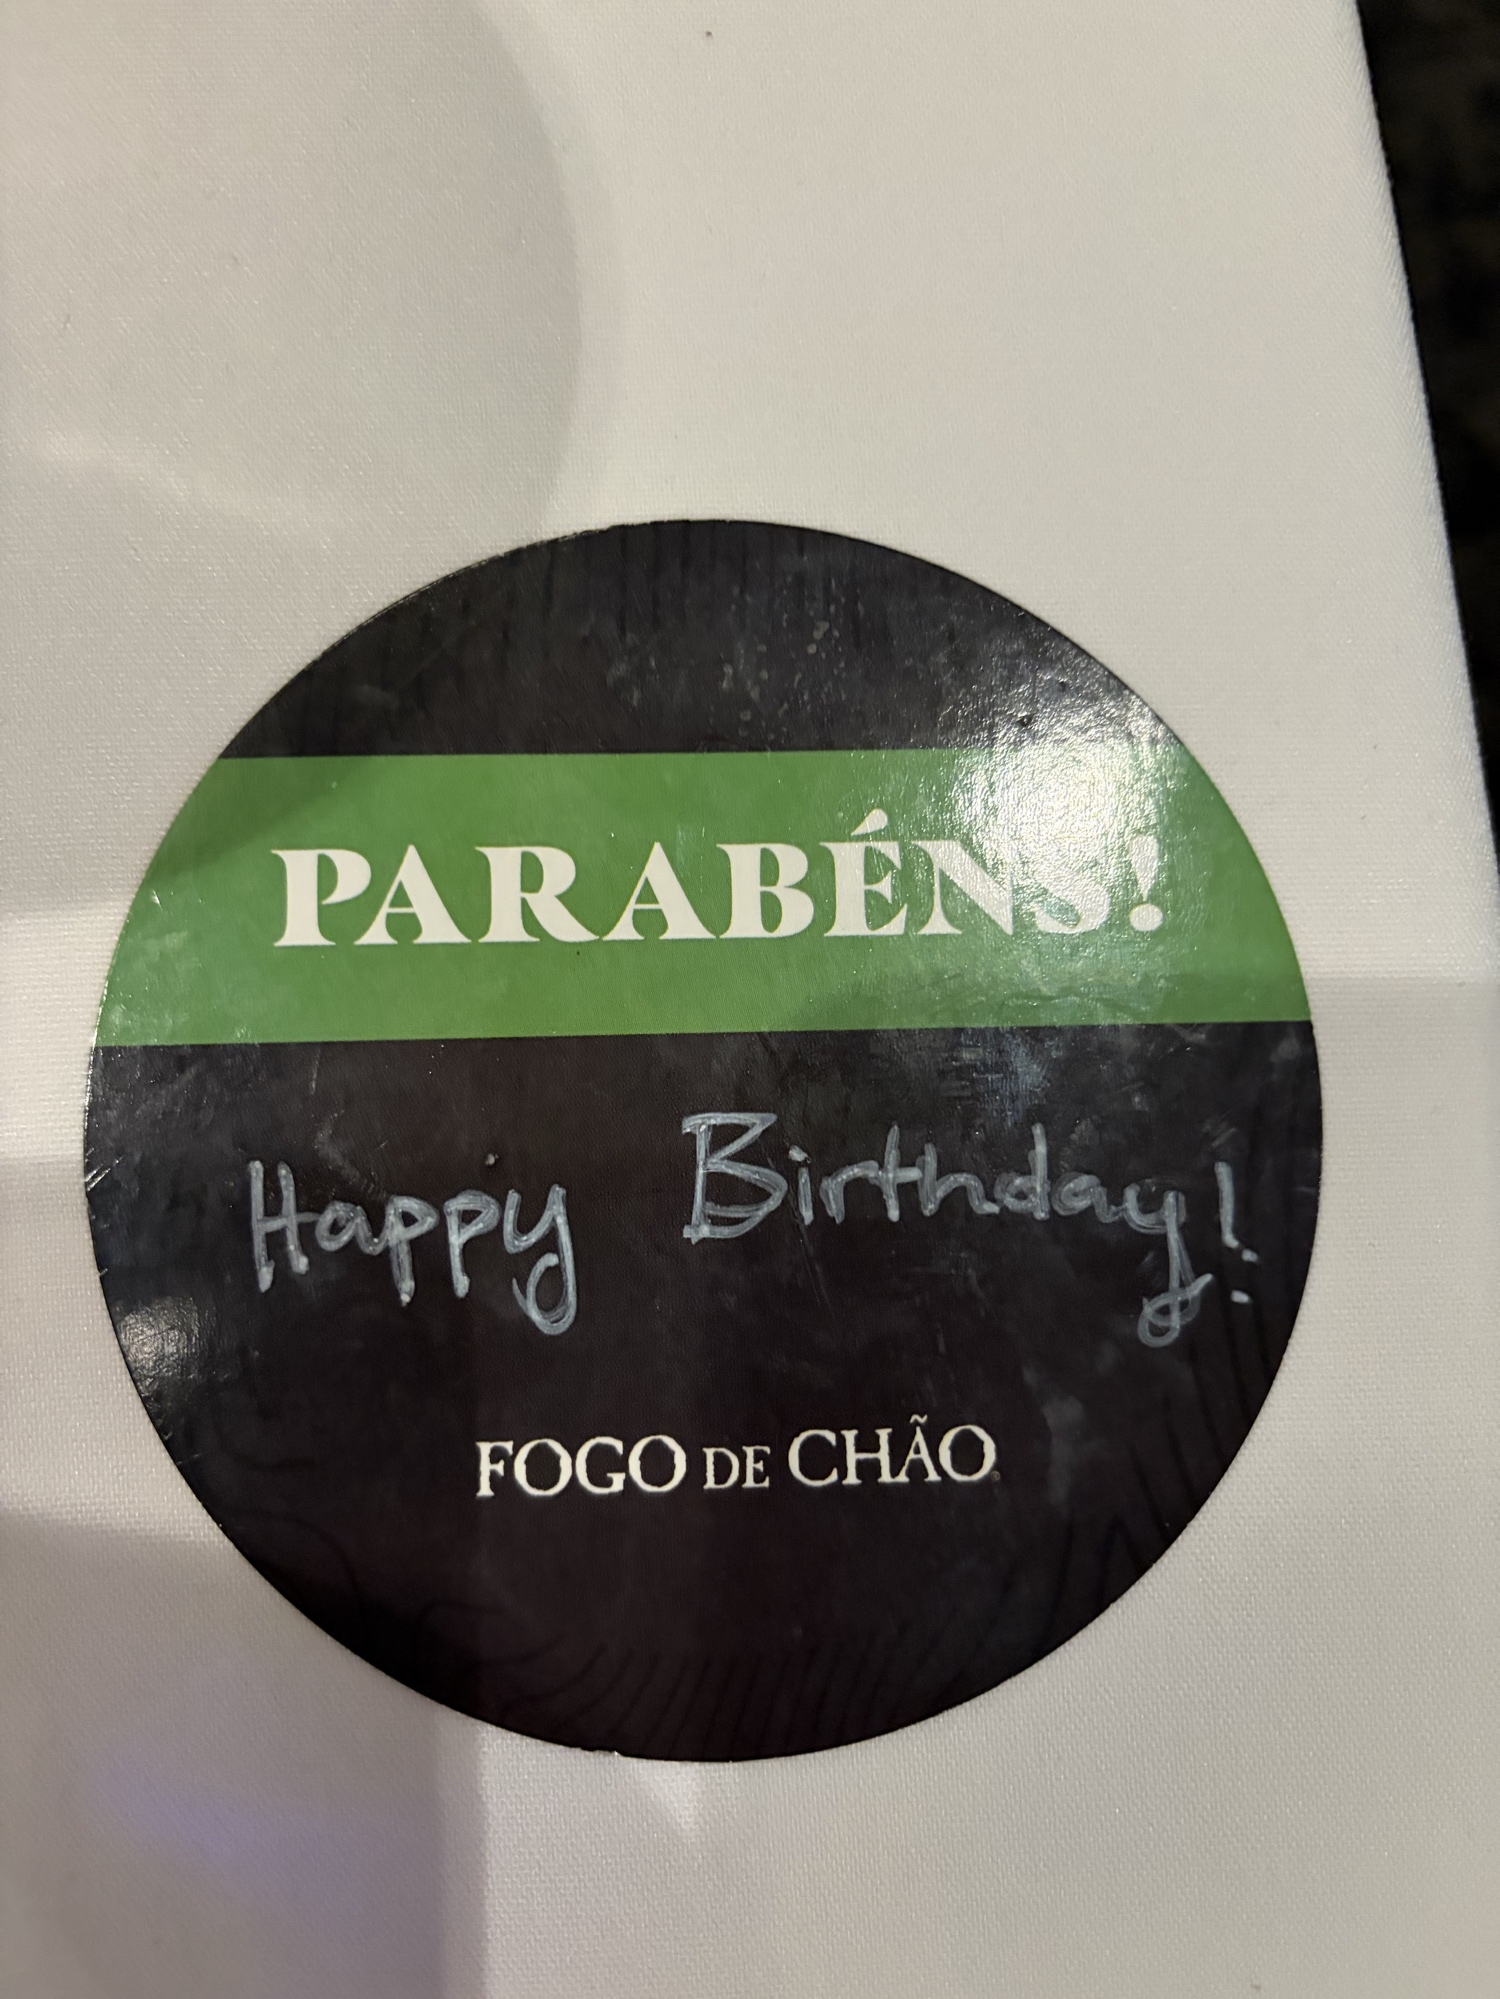 PARABÉNS!
Happy Birthday!
FOGO DE CHÃO